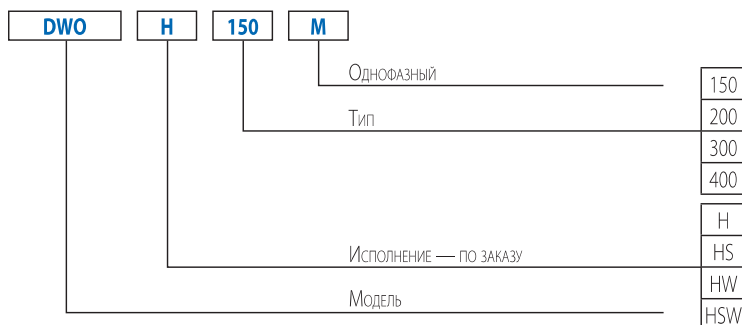 DWO H 150 M
Однофазный
150
Тип 200
300
400
H
Исполнение — по заказу HS
HW
Модель
HSW